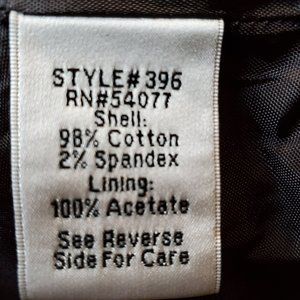 STYLE# 396
RN#54077
Shell:
98% Cotton
2% Spandex
Lining:
100% Acetate
See Reverse
Side For Care